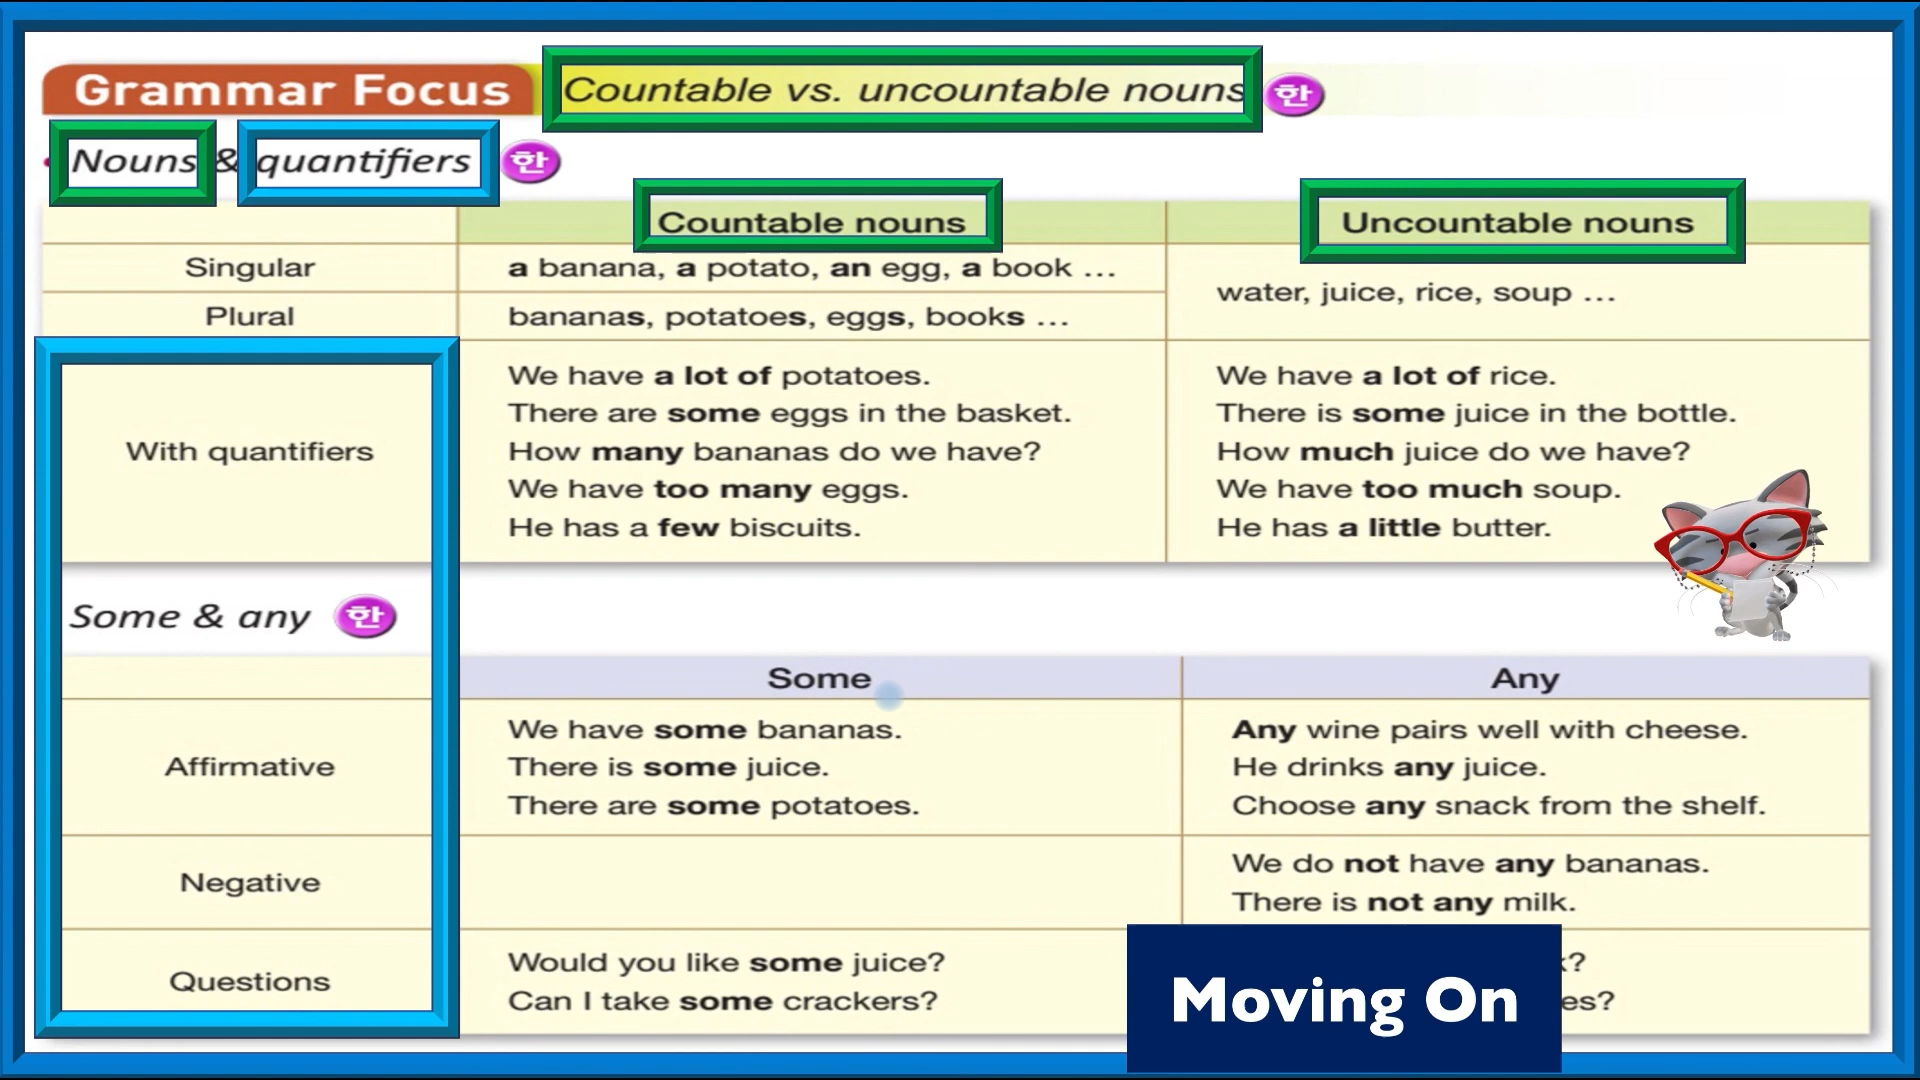 Grammar Focus Countable vs. uncountable nouns 한
Nouns & quantifiers 한
Countable nouns Uncountable nouns
Singular a banana, a potato, an egg, a book ... water, juice, rice, soup ...
Plural bananas, potatoes, eggs, books ...
With quantifiers
We have a lot of potatoes.
There are some eggs in the basket.
How many bananas do we have?
We have too many eggs.
He has a few biscuits.
We have a lot of rice.
There is some juice in the bottle.
How much juice do we have?
We have too much soup.
He has a little butter.
Some & any 한
Some Any
Affirmative
We have some bananas.
There is some juice.
There are some potatoes.
Any wine pairs well with cheese.
He drinks any juice.
Choose any snack from the shelf.
Negative
We do not have any bananas.
There is not any milk.
Questions
Would you like some juice?
Can I take some crackers?
Moving On